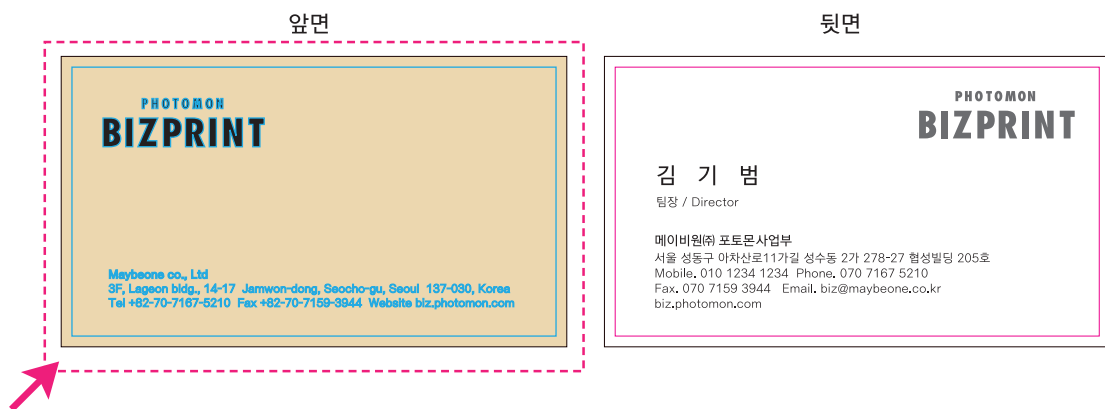 앞면
PHOTOMON
BIZPRINT
Maybeone co., Ltd
3F, Lageon bldg., 14-17 Jamwon-dong, Seocho-gu, Seoul 137-030, Korea
Tel +82-70-7167-5210 Fax +82-70-7159-3944 Website biz.photomon.com
뒷면
PHOTOMON
BIZPRINT
김 기 범
팀장 / Director
메이비원㈜ 포토몬사업부
서울 성동구 아차산로11가길 성수동 2가 278-27 협성빌딩 205호
Mobile. 010 1234 1234 Phone. 070 7167 5210
Fax. 070 7159 3944 Email. biz@maybeone.co.kr
biz.photomon.com